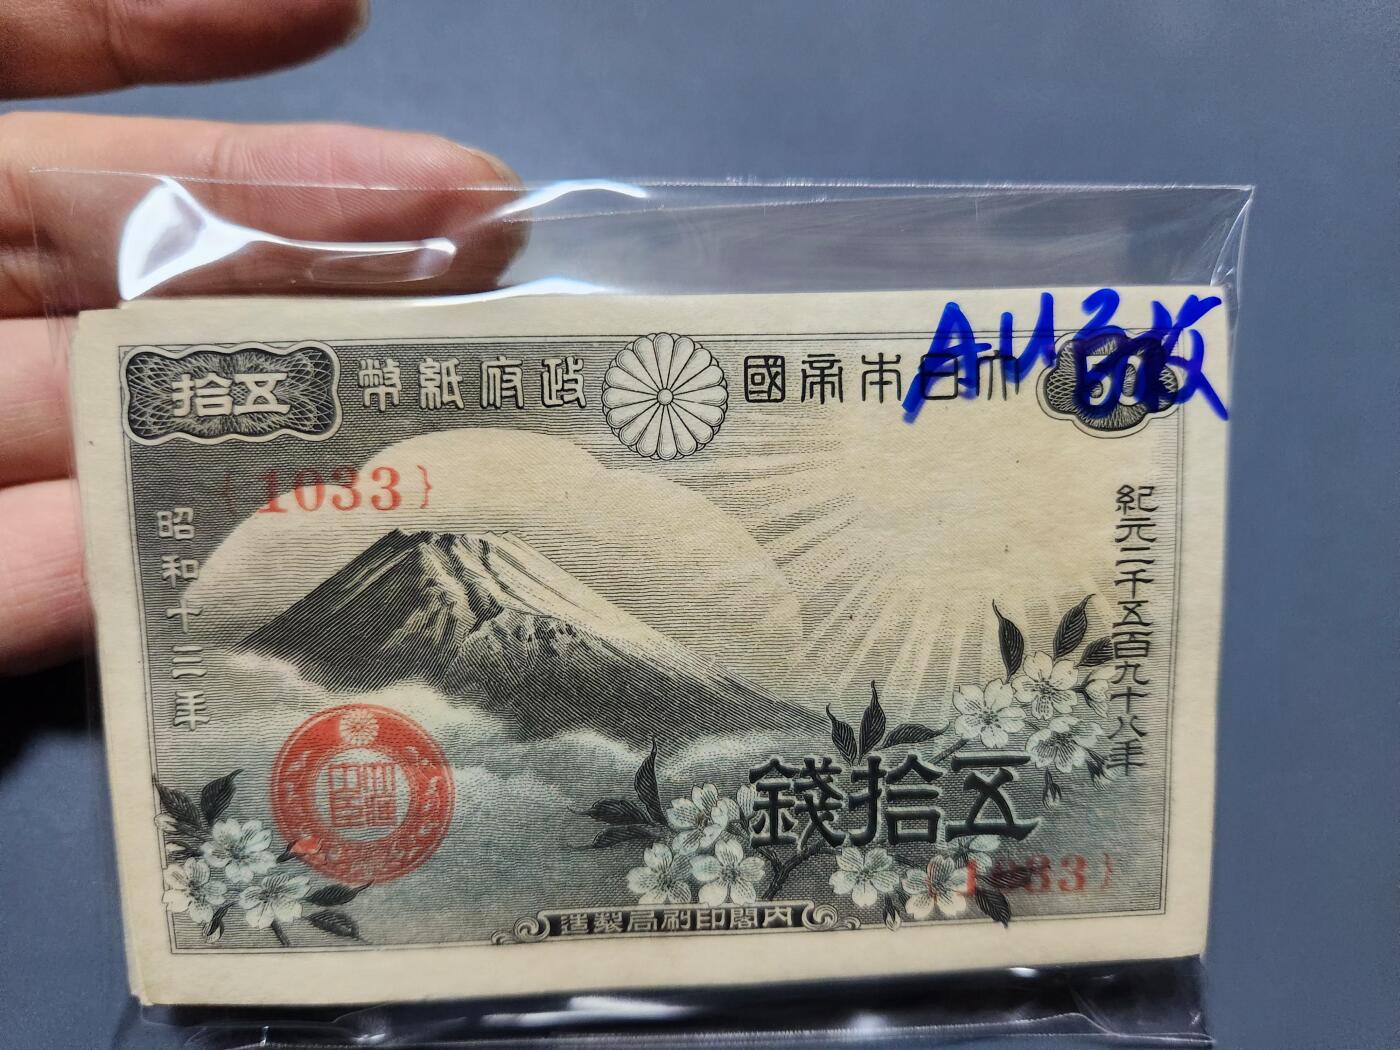 AU 枚
大日本帝國
政府紙幣
五拾
50
{1033}
紀元二千五百九十八年
昭和十三年
五拾錢
{1033}
内閣印刷局製造